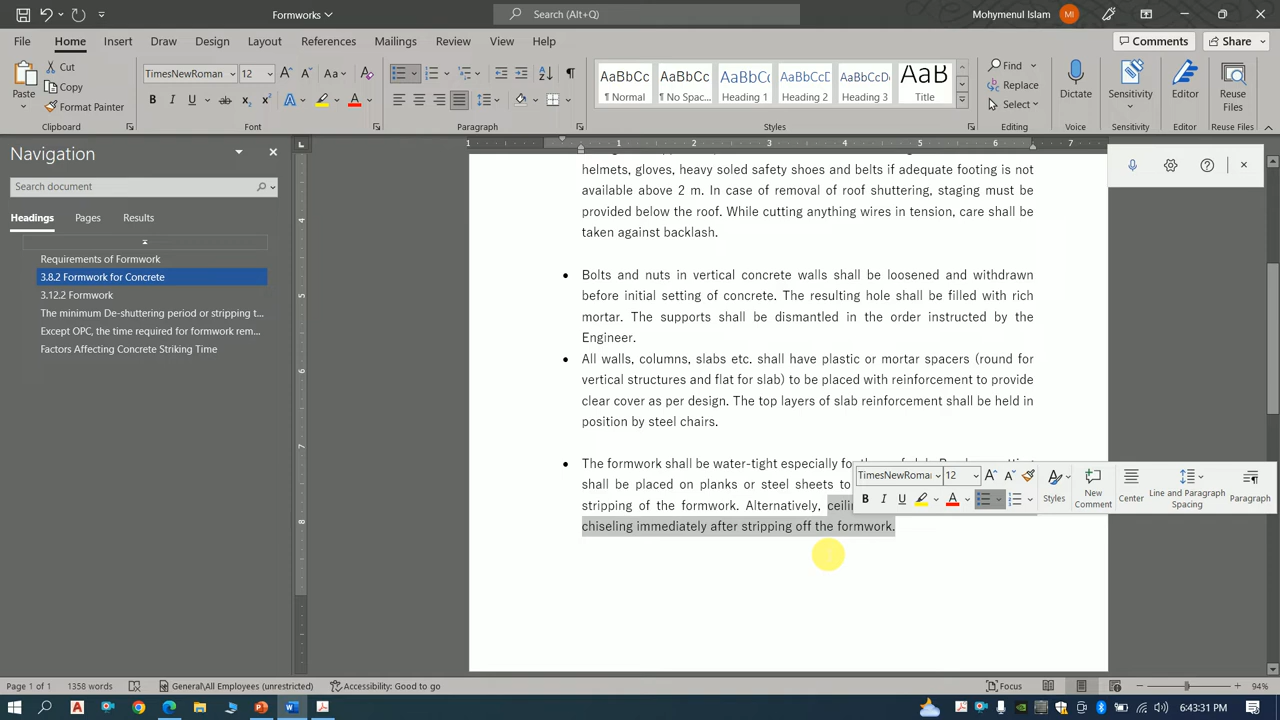 Formworks
Search (Alt+Q)
Mohymenul Islam MI
File Home Insert Draw Design Layout References Mailings Review View Help
Comments Share
Paste
Cut
Copy
Format Painter
TimesNewRoman 12
AaBbCc AaBbCc AaBbCc AaBbCcD AaBbCcDc AaB
¶ Normal ¶ No Spac... Heading 1 Heading 2 Heading 3 Title
Find
Replace
Select
Dictate
Sensitivity
Editor
Reuse
Files
Clipboard Font Paragraph Styles Editing Voice Sensitivity Editor Reuse Files
Navigation
Search document
Headings Pages Results
Requirements of Formwork
3.8.2 Formwork for Concrete
3.12.2 Formwork
The minimum De-shuttering period or stripping t...
Except OPC, the time required for formwork rem...
Factors Affecting Concrete Striking Time
helmets, gloves, heavy soled safety shoes and belts if adequate footing is not
available above 2 m. In case of removal of roof shuttering, staging must be
provided below the roof. While cutting anything wires in tension, care shall be
taken against backlash.
• Bolts and nuts in vertical concrete walls shall be loosened and withdrawn
before initial setting of concrete. The resulting hole shall be filled with rich
mortar. The supports shall be dismantled in the order instructed by the
Engineer.
• All walls, columns, slabs etc. shall have plastic or mortar spacers (round for
vertical structures and flat for slab) to be placed with reinforcement to provide
clear cover as per design. The top layers of slab reinforcement shall be held in
position by steel chairs.
• The formwork shall be water-tight especially
shall be placed on planks or steel sheets to
stripping of the formwork. Alternatively,
chiseling immediately after stripping off the formwork.
TimesNewRomar 12
Styles
New
Comment
Center
Line and Paragraph
Spacing
Paragraph
Page 1 of 1 1358 words General\All Employees (unrestricted) Accessibility: Good to go Focus 94%
6:43:31 PM